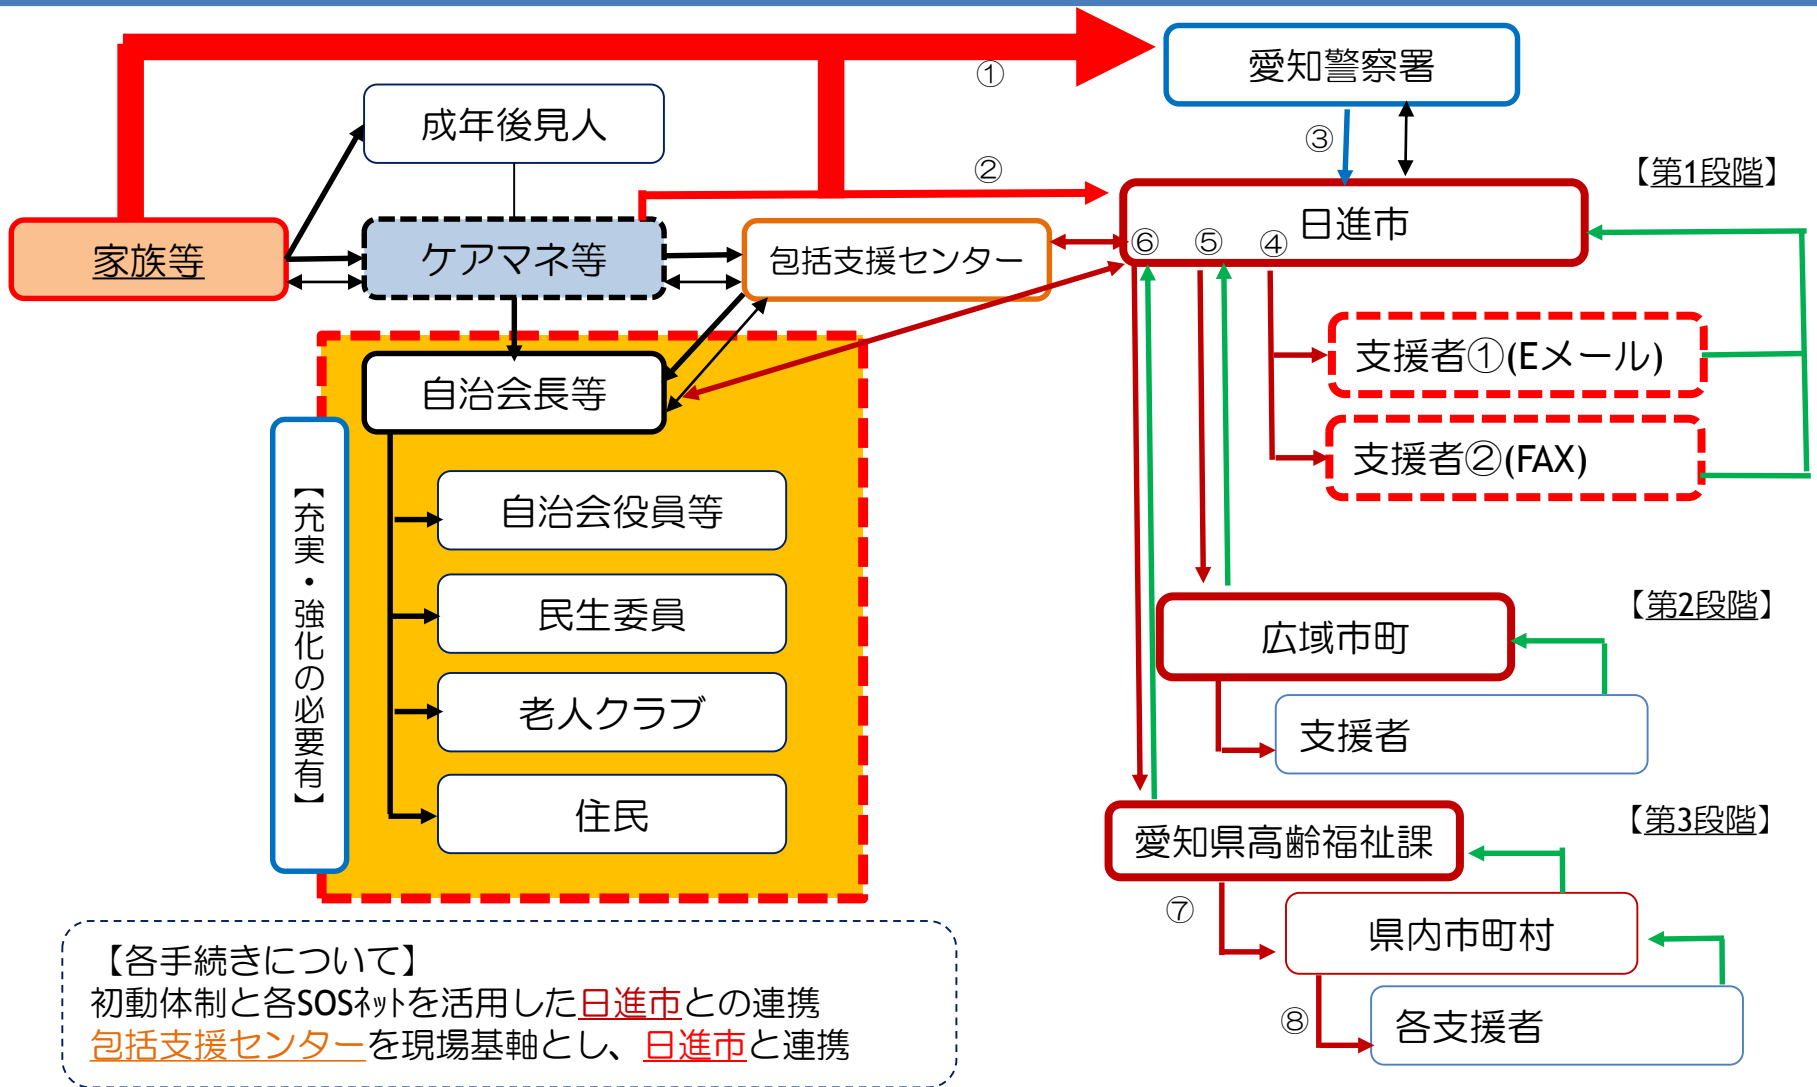 ①
愛知警察署
成年後見人
③
②
【第1段階】
家族等
ケアマネ等
包括支援センター
日進市
⑥
⑤
④
支援者①(Eメール)
自治会長等
支援者②(FAX)
【充実・強化の必要有】
自治会役員等
民生委員
老人クラブ
住民
【第2段階】
広域市町
支援者
【第3段階】
愛知県高齢福祉課
⑦
県内市町村
⑧
各支援者
【各手続きについて】
初動体制と各SOSﾈｯﾄを活用した日進市との連携
包括支援センターを現場基軸とし、日進市と連携